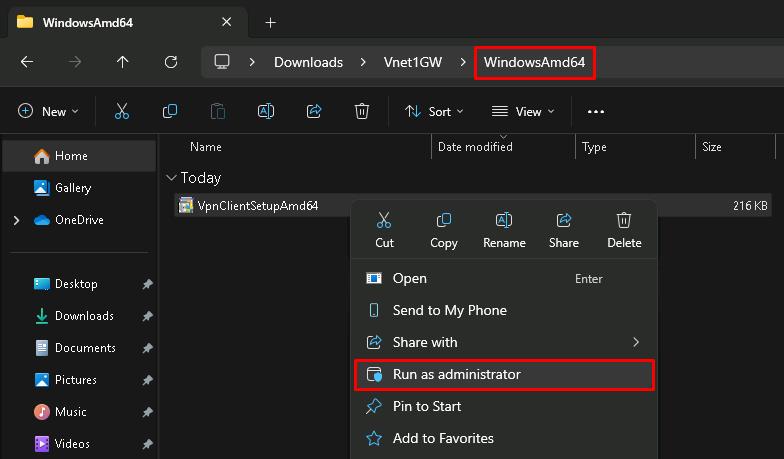 WindowsAmd64
Downloads > Vnet1GW > WindowsAmd64
New Sort View ...
Home Name Date modified Type Size
Gallery Today
OneDrive VpnClientSetupAmd64 216 KB
Cut Copy Rename Share Delete
Desktop Open Enter
Downloads Send to My Phone
Documents Share with >
Pictures Run as administrator
Music Pin to Start
Videos Add to Favorites